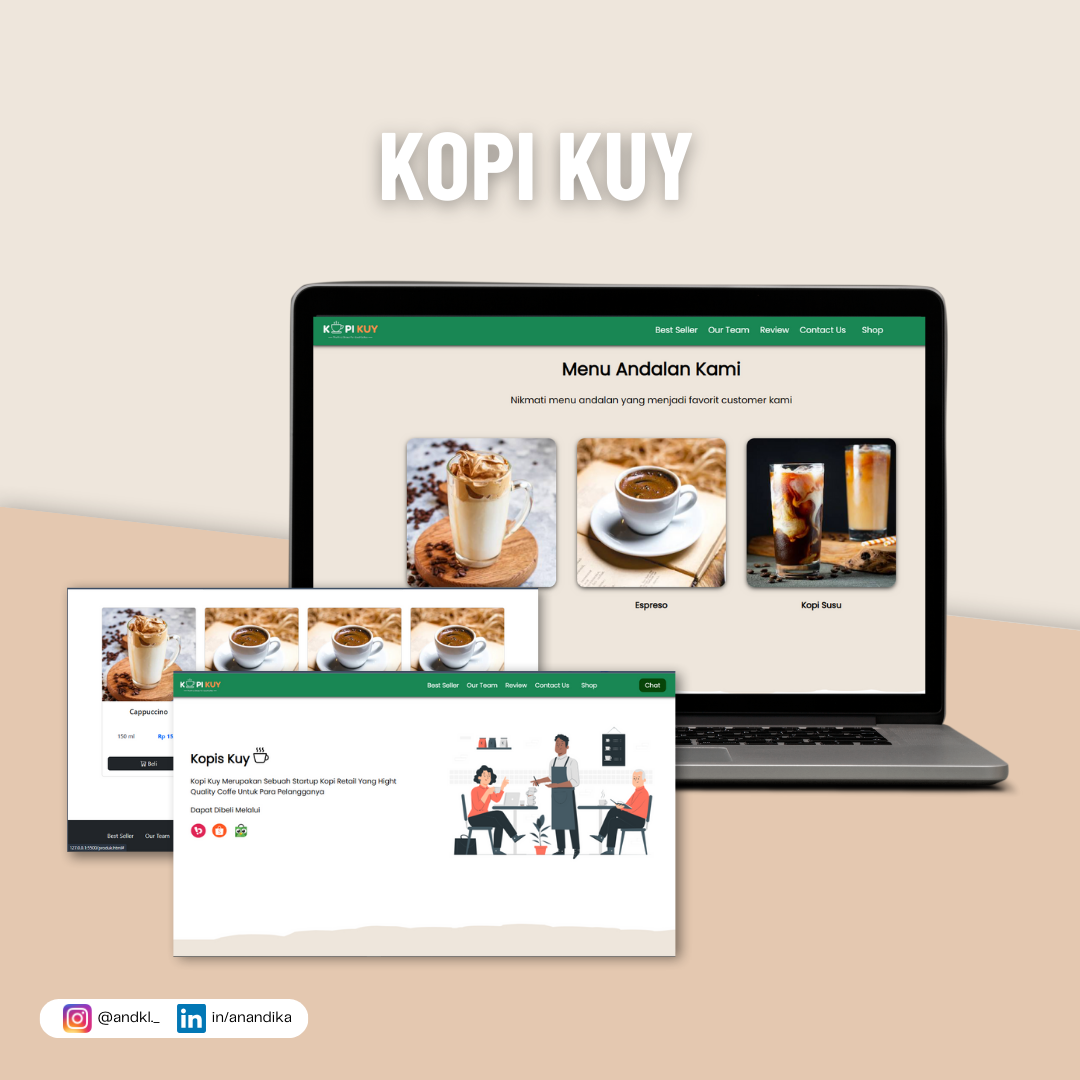 KOPI KUY
KOPI KUY
Best Seller Our Team Review Contact Us Shop
Menu Andalan Kami
Nikmati menu andalan yang menjadi favorit customer kami
Espreso
Kopi Susu
Cappuccino
150 ml Rp 15
Beli
Best Seller Our Team
127.0.0.1:5500/produk.html#
KOPI KUY
Best Seller Our Team Review Contact Us Shop Chat
Kopis Kuy
Kopi Kuy Merupakan Sebuah Startup Kopi Retail Yang Hight
Quality Coffe Untuk Para Pelangganya
Dapat Dibeli Melalui
@andkl._ in in/anandika